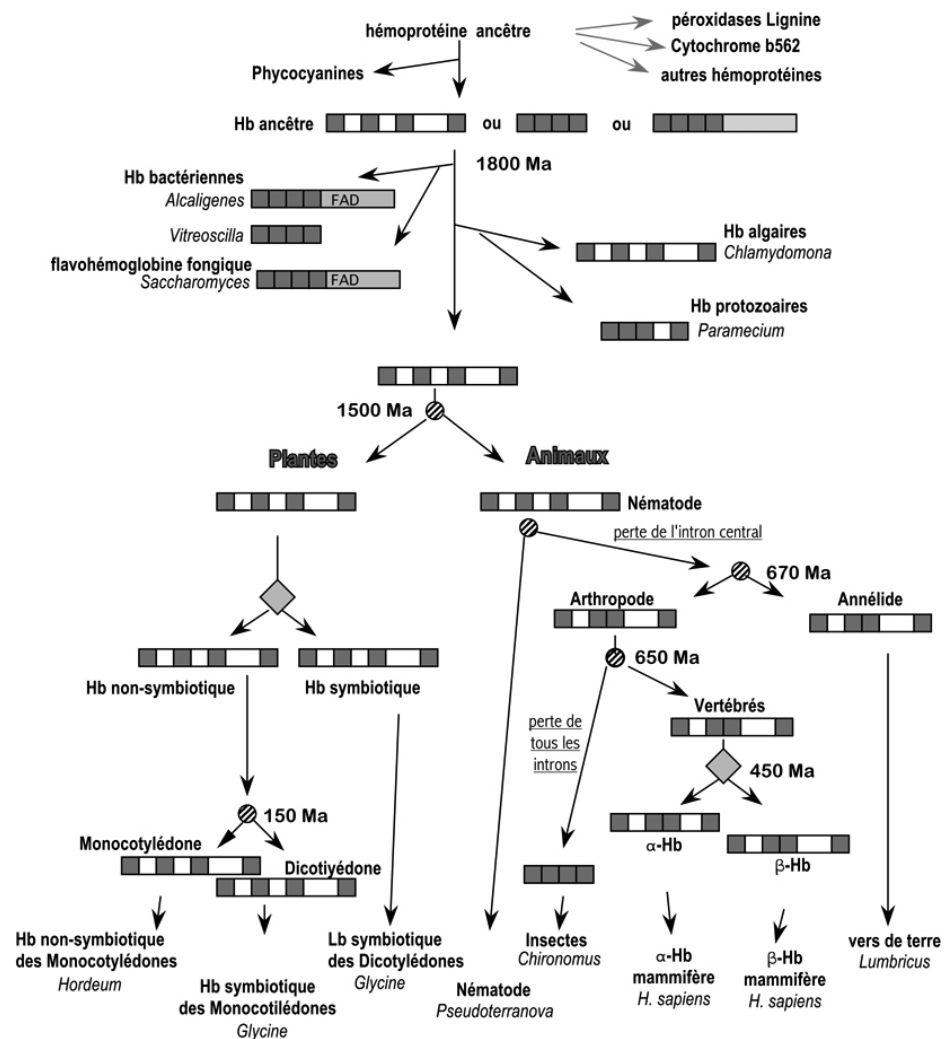 hémoprotéine ancêtre
péroxidases Lignine
Cytochrome b562
autres hémoprotéines
Phycocyanines
Hb ancêtre
ou
ou
1800 Ma
Hb bactériennes
Alcaligenes
FAD
Vitreoscilla
flavohémoglobine fongique
Saccharomyces
FAD
Hb algaires
Chlamydomona
Hb protozoaires
Paramecium
1500 Ma
Plantes
Animaux
Nématode
perte de l'intron central
670 Ma
Arthropode
Annélide
650 Ma
Hb non-symbiotique
Hb symbiotique
Vertébrés
perte de
tous les
introns
450 Ma
150 Ma
Monocotylédone
Dicotiyédone
α-Hb
β-Hb
Hb non-symbiotique
des Monocotylédones
Hordeum
Hb symbiotique
des Monocotilédones
Glycine
Lb symbiotique
des Dicotylédones
Glycine
Nématode
Pseudoterranova
Insectes
Chironomus
α-Hb
mammifère
H. sapiens
β-Hb
mammifère
H. sapiens
vers de terre
Lumbricus